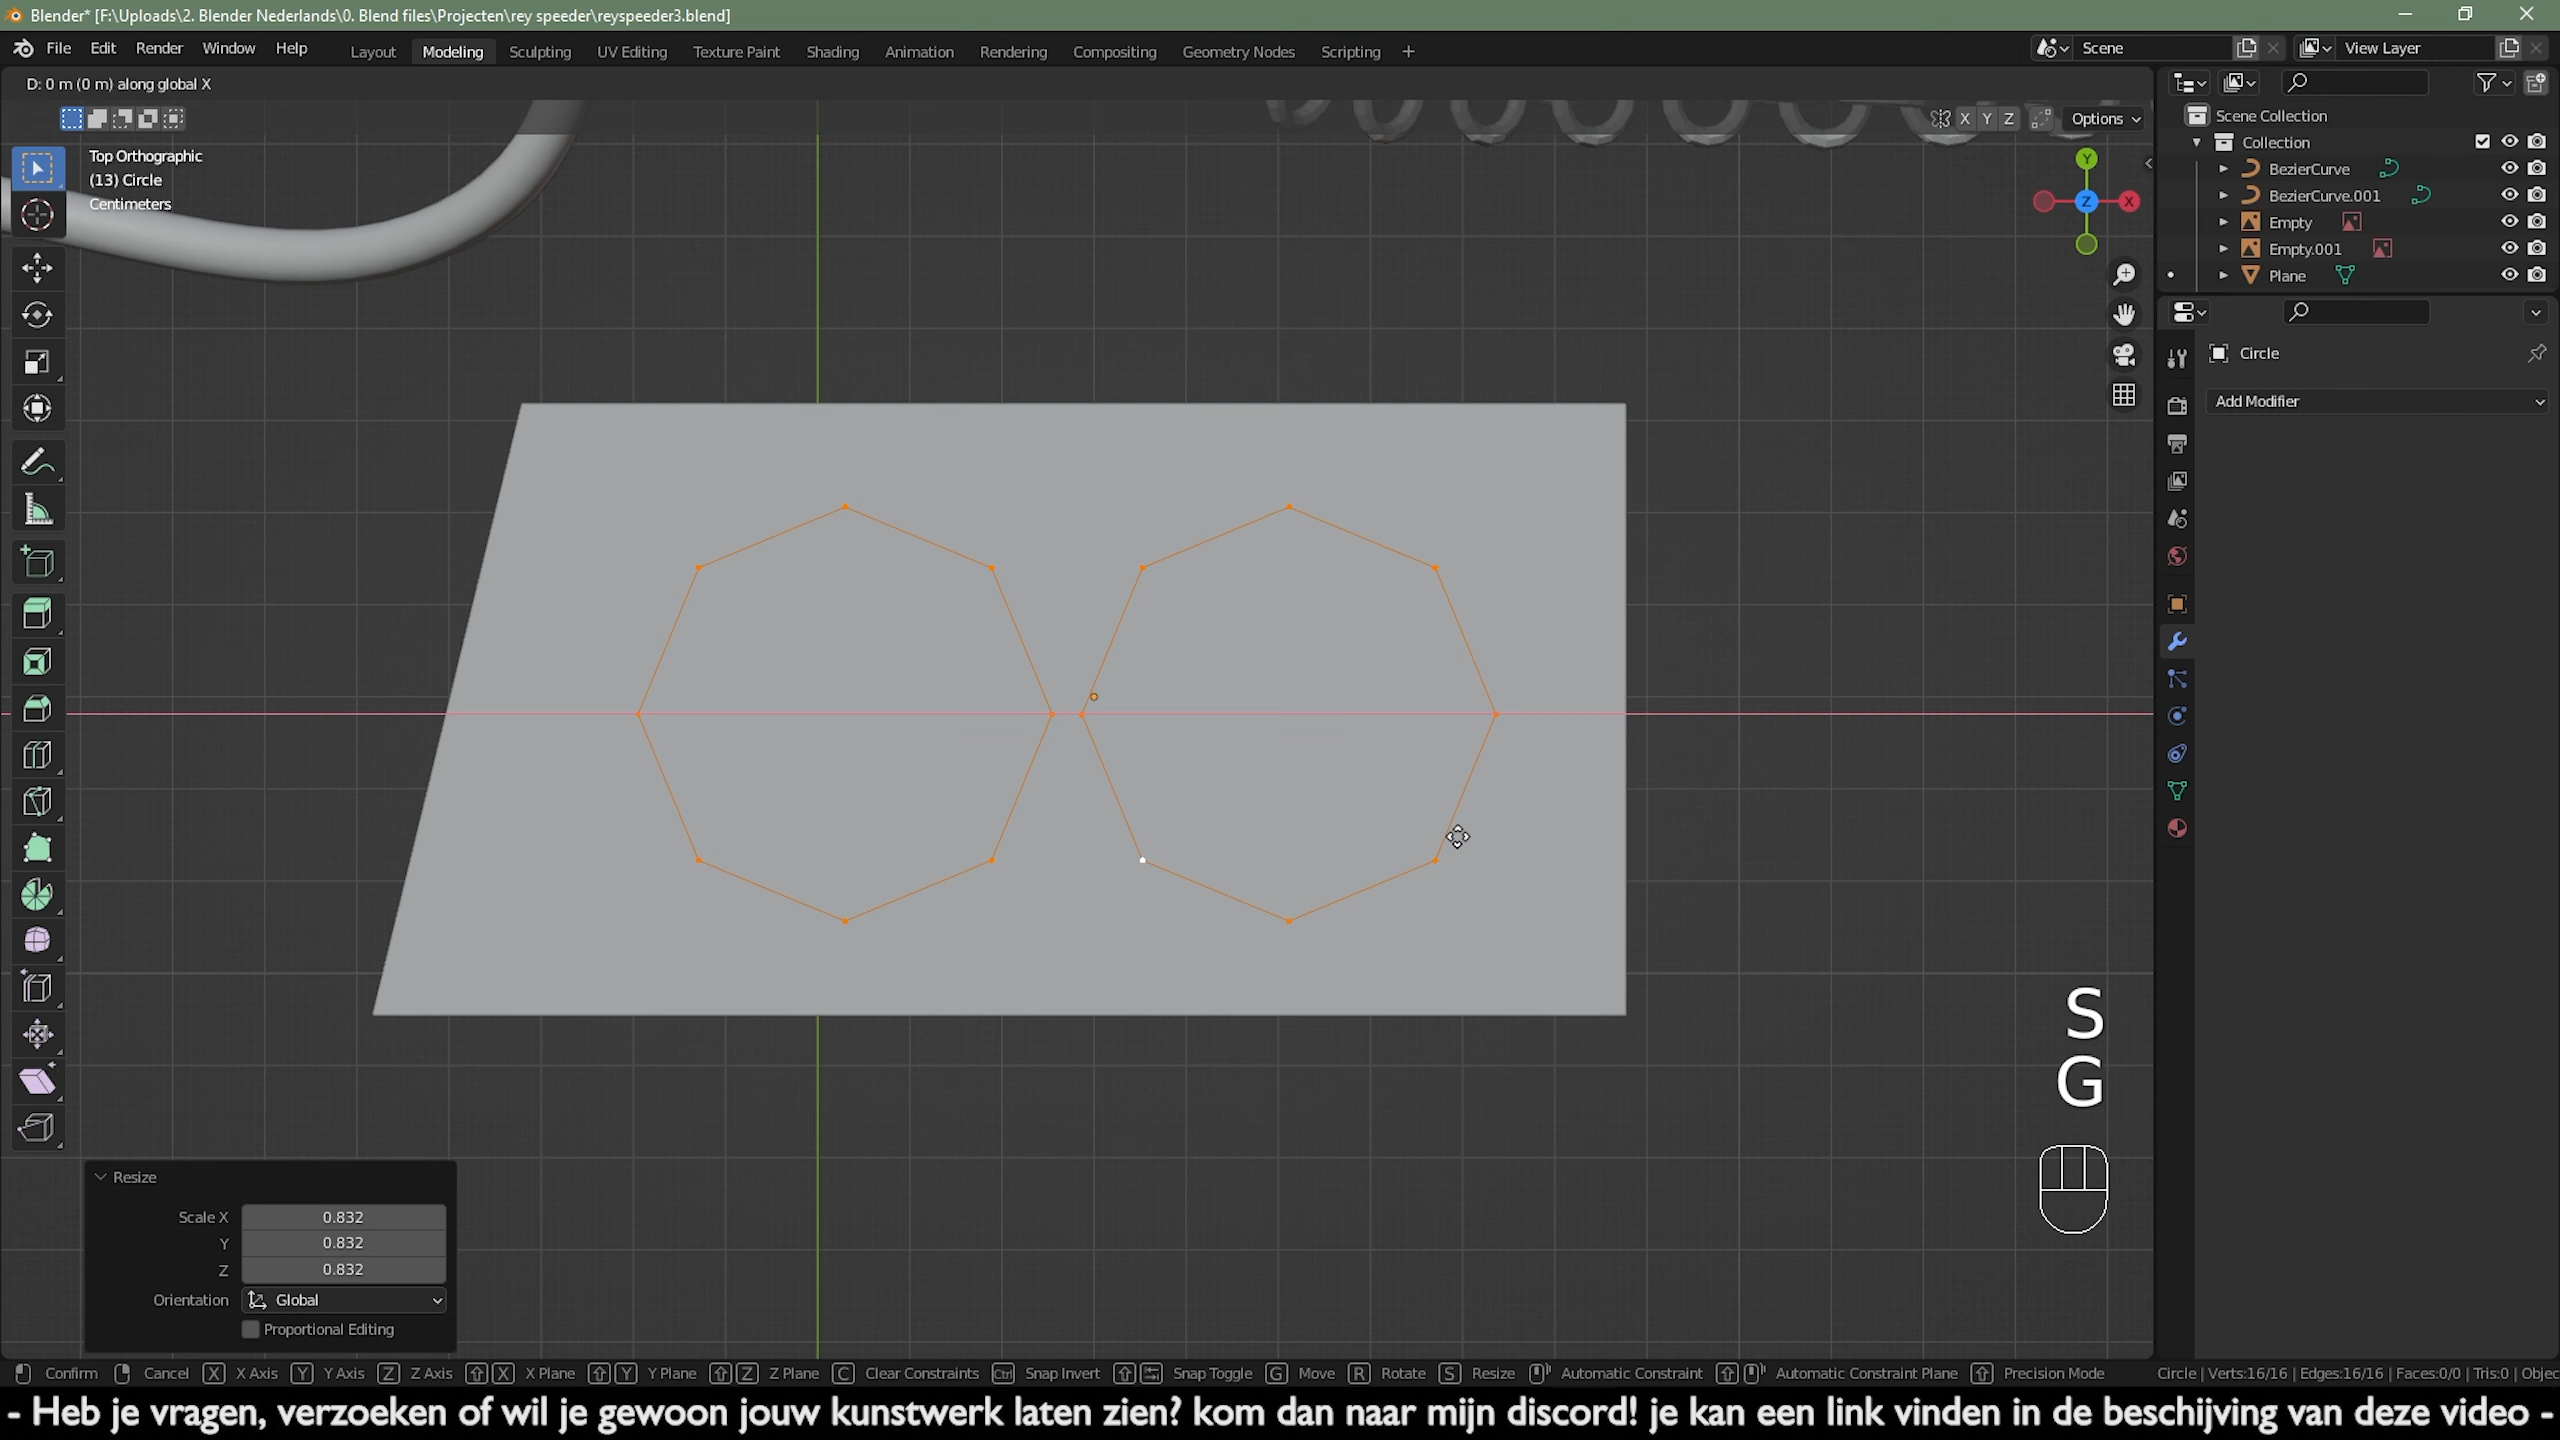 Blender* [F:\Uploads\2. Blender Nederlands\0. Blend files\Projecten\rey speeder\reyspeeder3.blend]
File Edit Render Window Help Layout Modeling Sculpting UV Editing Texture Paint Shading Animation Rendering Compositing Geometry Nodes Scripting + Scene View Layer
D: 0 m (0 m) along global X
X Y Z Options
Top Orthographic
(13) Circle
Centimeters
Y
Z X
Scene Collection
Collection
BezierCurve
BezierCurve.001
Empty
Empty.001
Plane
Circle
Add Modifier
S
G
Resize
Scale X 0.832
Y 0.832
Z 0.832
Orientation Global
Proportional Editing
Confirm Cancel X X Axis Y Y Axis Z Z Axis X X Plane Y Y Plane Z Z Plane C Clear Constraints Ctrl Snap Invert Snap Toggle G Move R Rotate S Resize Automatic Constraint Automatic Constraint Plane Precision Mode Circle | Verts:16/16 | Edges:16/16 | Faces:0/0 | Tris:0 | Objec
- Heb je vragen, verzoeken of wil je gewoon jouw kunstwerk laten zien? kom dan naar mijn discord! je kan een link vinden in de beschijving van deze video -